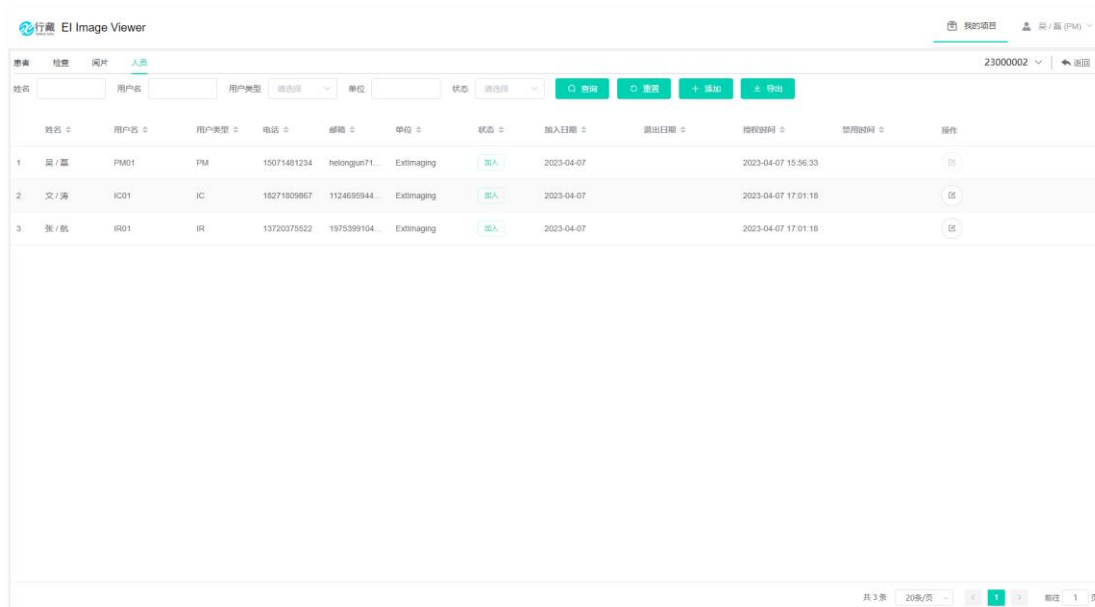 行藏 EI Image Viewer 我的项目 吴 / 磊 (PM)
患者 检查 阅片 人员 23000002 返回
姓名 用户名 用户类型 请选择 单位 状态 请选择 查询 重置 添加 导出
姓名 用户名 用户类型 电话 邮箱 单位 状态 加入日期 退出日期 授权时间 禁用时间 操作
1 吴 / 磊 PM01 PM 15071481234 helongjun71... ExtImaging 加入 2023-04-07 2023-04-07 15:56:33
2 文 / 涛 IC01 IC 18271809867 1124695944... ExtImaging 加入 2023-04-07 2023-04-07 17:01:18
3 张 / 航 IR01 IR 13720375522 1975399104... ExtImaging 加入 2023-04-07 2023-04-07 17:01:18
共 3 条 20条/页 1 前往 1